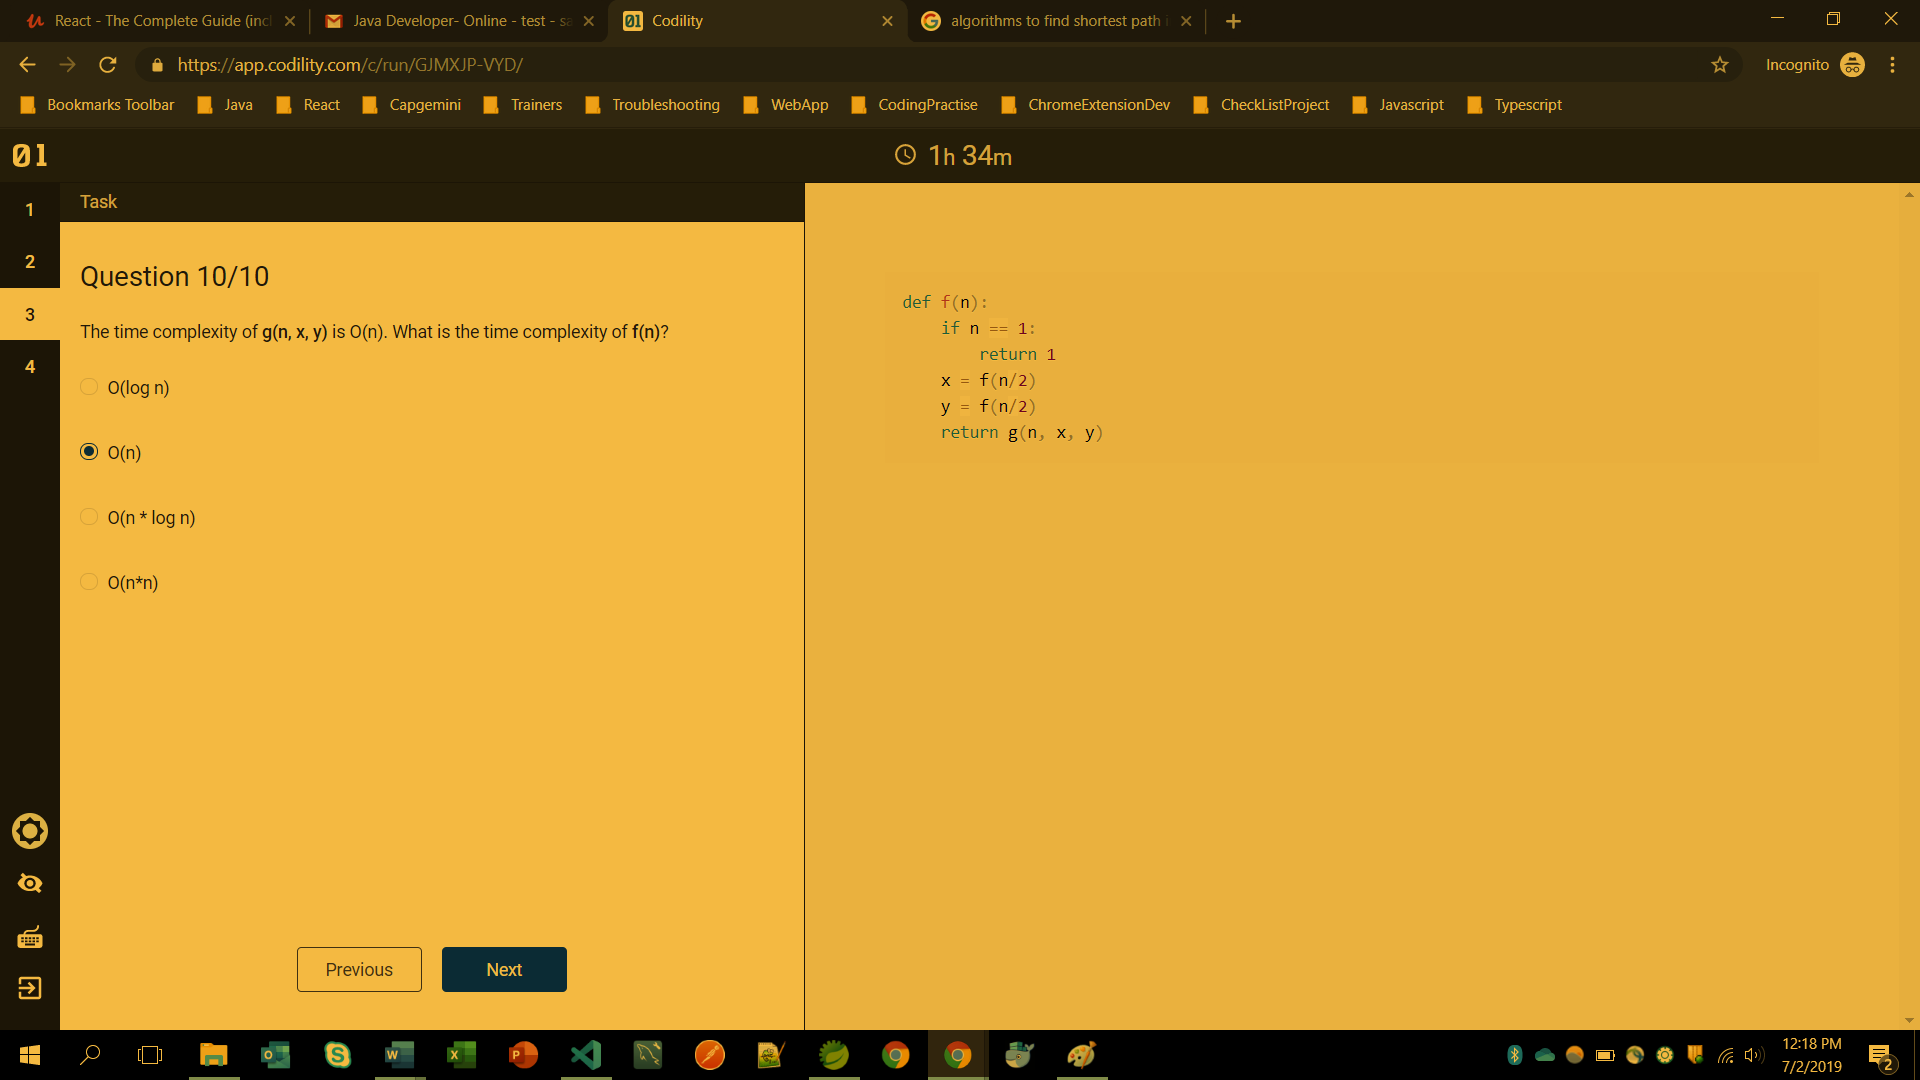 React - The Complete Guide (incl
Java Developer- Online - test - sa
Codility
algorithms to find shortest path i
https://app.codility.com/c/run/GJMXJP-VYD/
Incognito
Bookmarks Toolbar
Java
React
Capgemini
Trainers
Troubleshooting
WebApp
CodingPractise
ChromeExtensionDev
CheckListProject
Javascript
Typescript
01
1h 34m
1
2
3
4
Task
Question 10/10
The time complexity of g(n, x, y) is O(n). What is the time complexity of f(n)?
O(log n)
O(n)
O(n * log n)
O(n*n)
Previous
Next
def f(n):
    if n == 1:
        return 1
    x = f(n/2)
    y = f(n/2)
    return g(n, x, y)
12:18 PM
7/2/2019
2